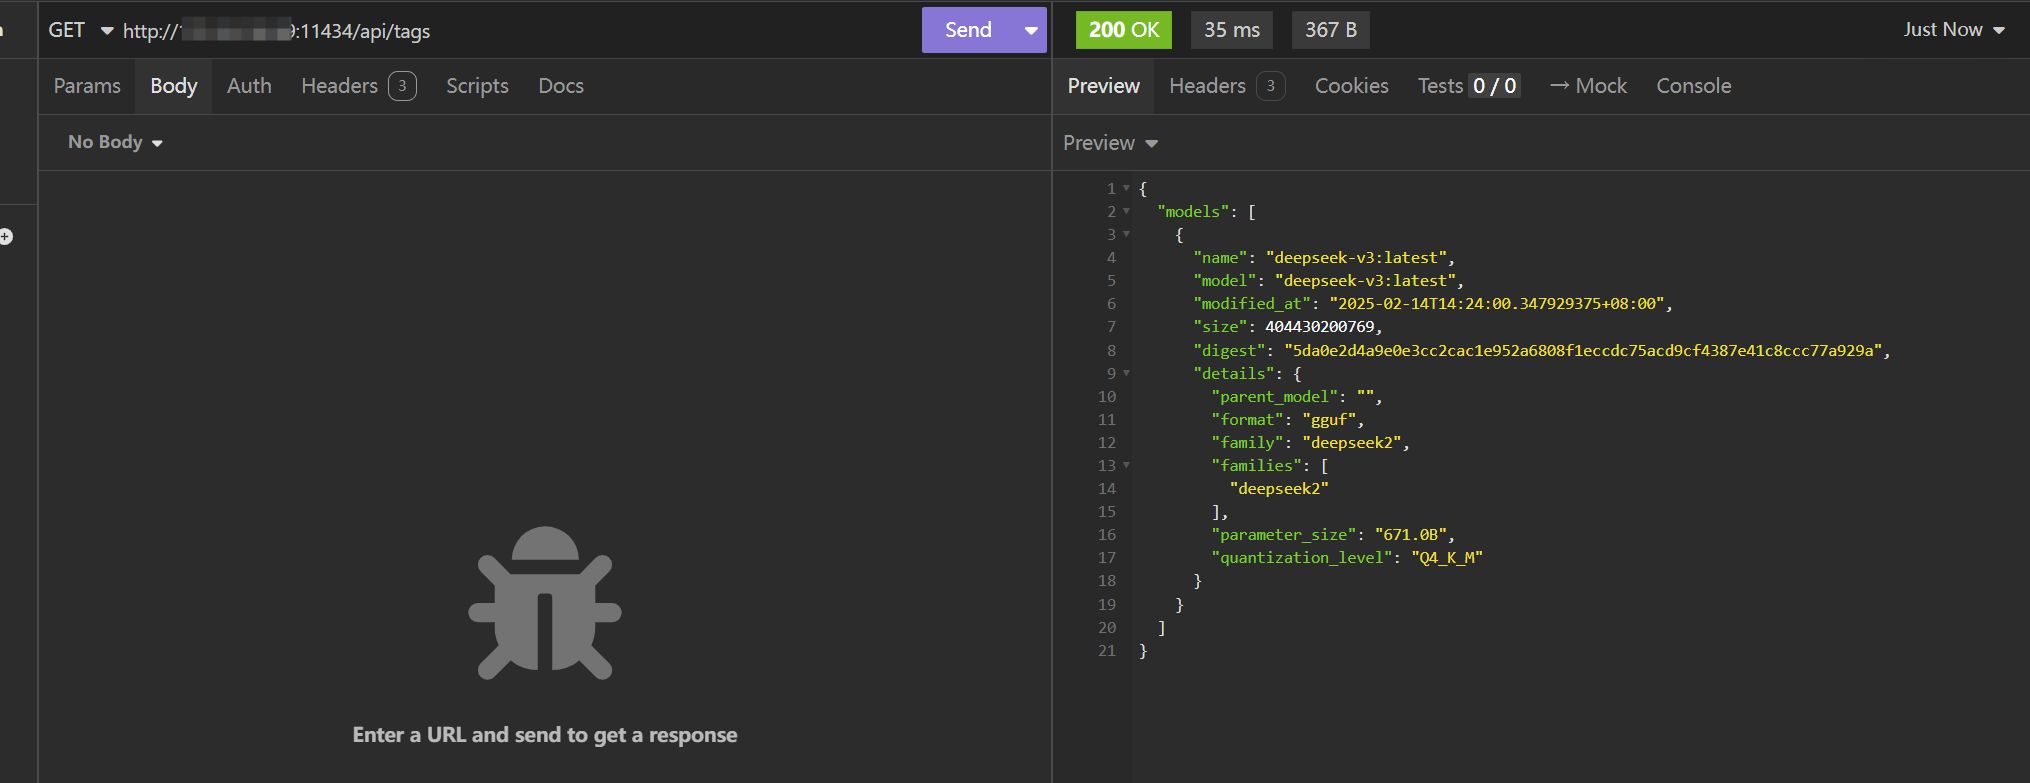 GET http:// :11434/api/tags Send
Params Body Auth Headers 3 Scripts Docs
No Body
Enter a URL and send to get a response
200 OK 35 ms 367 B Just Now
Preview Headers 3 Cookies Tests 0 / 0 → Mock Console
Preview
1 {
2 "models": [
3 {
4 "name": "deepseek-v3:latest",
5 "model": "deepseek-v3:latest",
6 "modified_at": "2025-02-14T14:24:00.347929375+08:00",
7 "size": 404430200769,
8 "digest": "5da0e2d4a9e0e3cc2cac1e952a6808f1eccdc75acd9cf4387e41c8ccc77a929a",
9 "details": {
10 "parent_model": "",
11 "format": "gguf",
12 "family": "deepseek2",
13 "families": [
14 "deepseek2"
15 ],
16 "parameter_size": "671.0B",
17 "quantization_level": "Q4_K_M"
18 }
19 }
20 ]
21 }